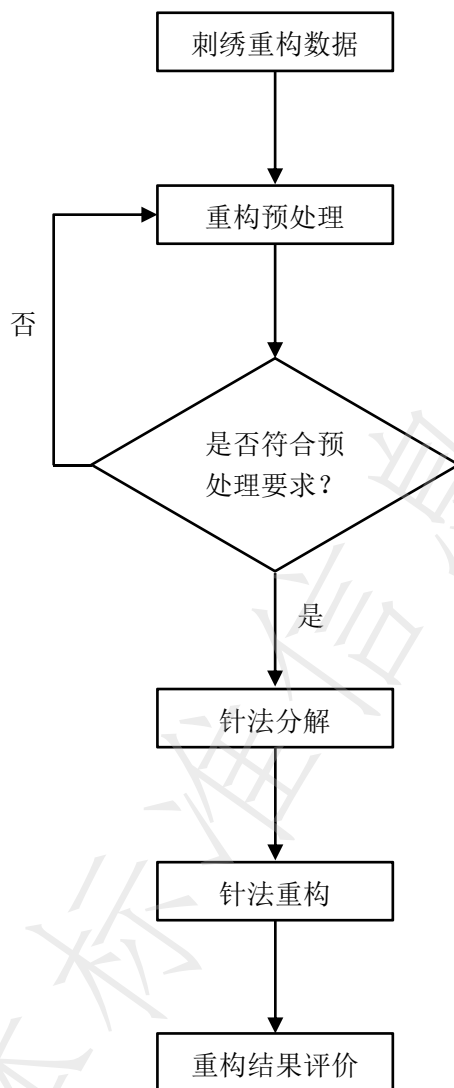 刺绣重构数据
重构预处理
否
是否符合预
处理要求？
是
针法分解
针法重构
重构结果评价